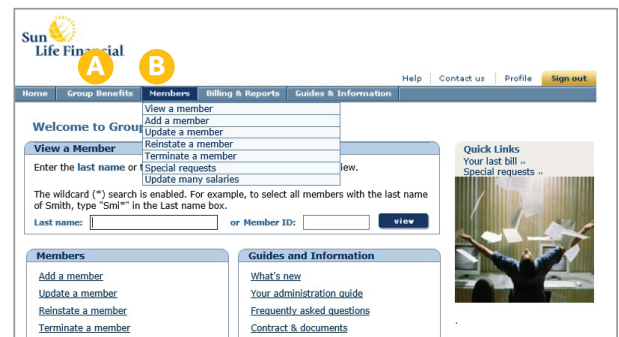 Sun
Life Financial
A
B
Help Contact us Profile Sign out
Home Group Benefits Members Billing & Reports Guides & Information
View a member
Add a member
Update a member
Reinstate a member
Terminate a member
Special requests
Update many salaries
Welcome to Grou
View a Member
Enter the last name or iew.
The wildcard (*) search is enabled. For example, to select all members with the last name
of Smith, type "Smi*" in the Last name box.
Last name: or Member ID: view
Quick Links
Your last bill »
Special requests »
Members
Add a member
Update a member
Reinstate a member
Terminate a member
Guides and Information
What's new
Your administration guide
Frequently asked questions
Contract & documents